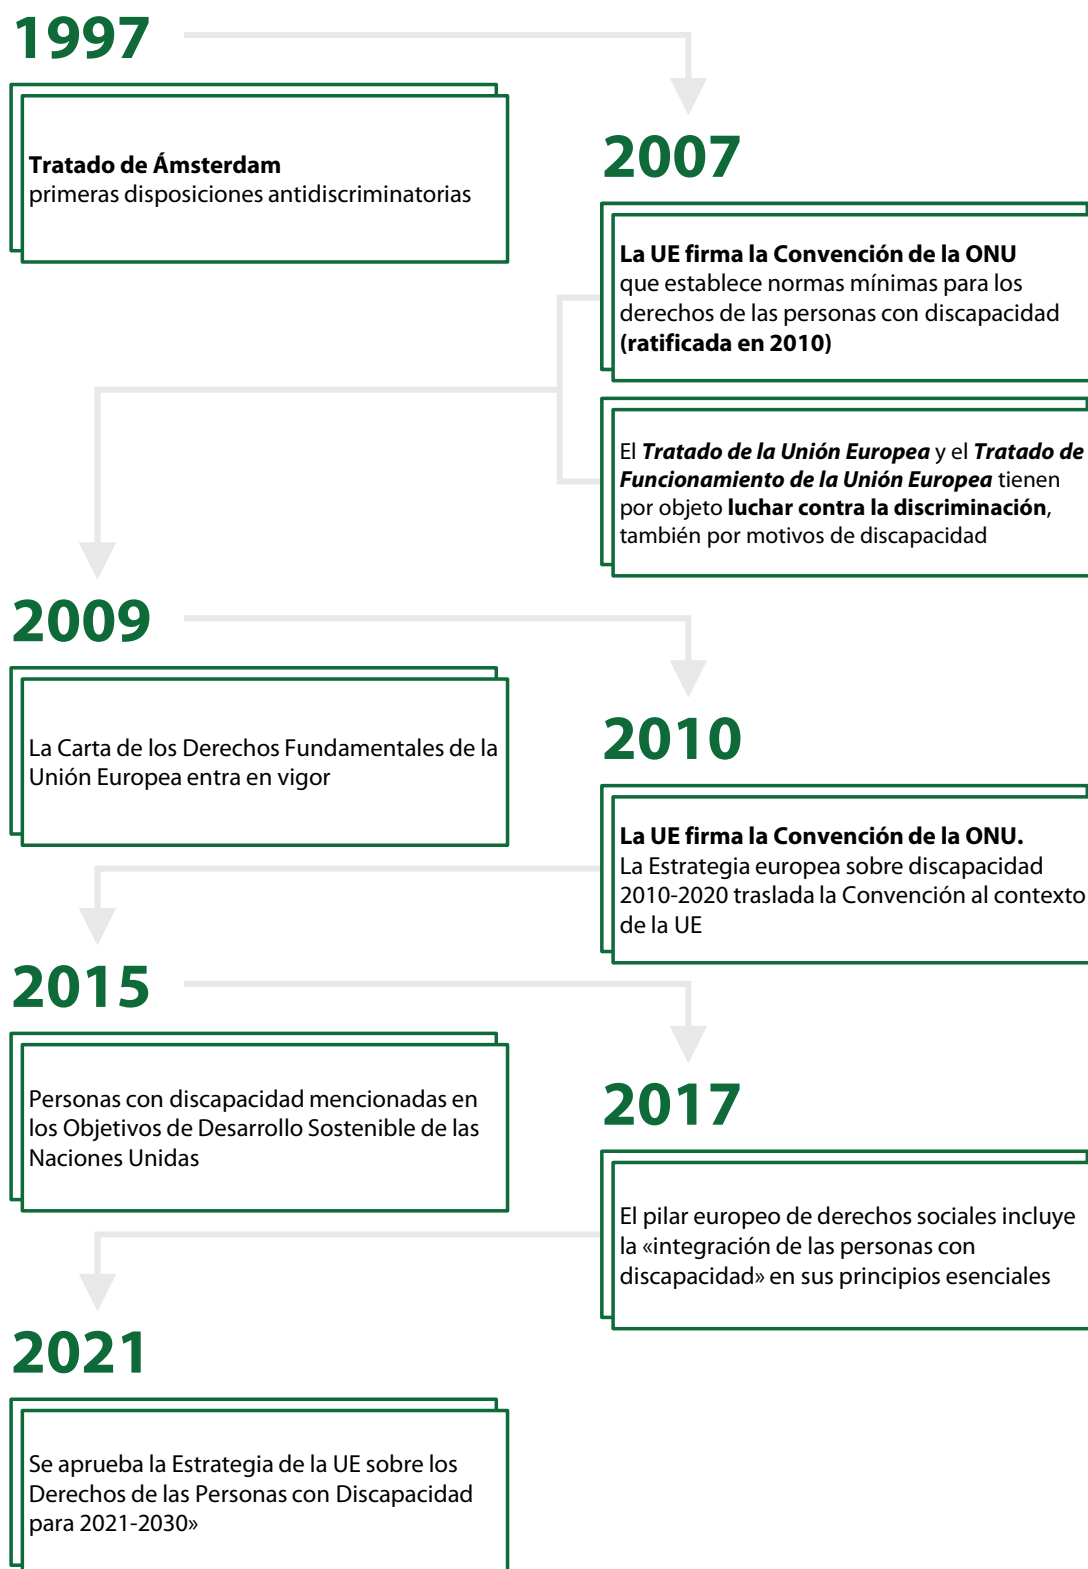 1997
Tratado de Ámsterdam
primeras disposiciones antidiscriminatorias
2007
La UE firma la Convención de la ONU
que establece normas mínimas para los
derechos de las personas con discapacidad
(ratificada en 2010)
El Tratado de la Unión Europea y el Tratado de
Funcionamiento de la Unión Europea tienen
por objeto luchar contra la discriminación,
también por motivos de discapacidad
2009
La Carta de los Derechos Fundamentales de la
Unión Europea entra en vigor
2010
La UE firma la Convención de la ONU.
La Estrategia europea sobre discapacidad
2010-2020 traslada la Convención al contexto
de la UE
2015
Personas con discapacidad mencionadas en
los Objetivos de Desarrollo Sostenible de las
Naciones Unidas
2017
El pilar europeo de derechos sociales incluye
la «integración de las personas con
discapacidad» en sus principios esenciales
2021
Se aprueba la Estrategia de la UE sobre los
Derechos de las Personas con Discapacidad
para 2021-2030»